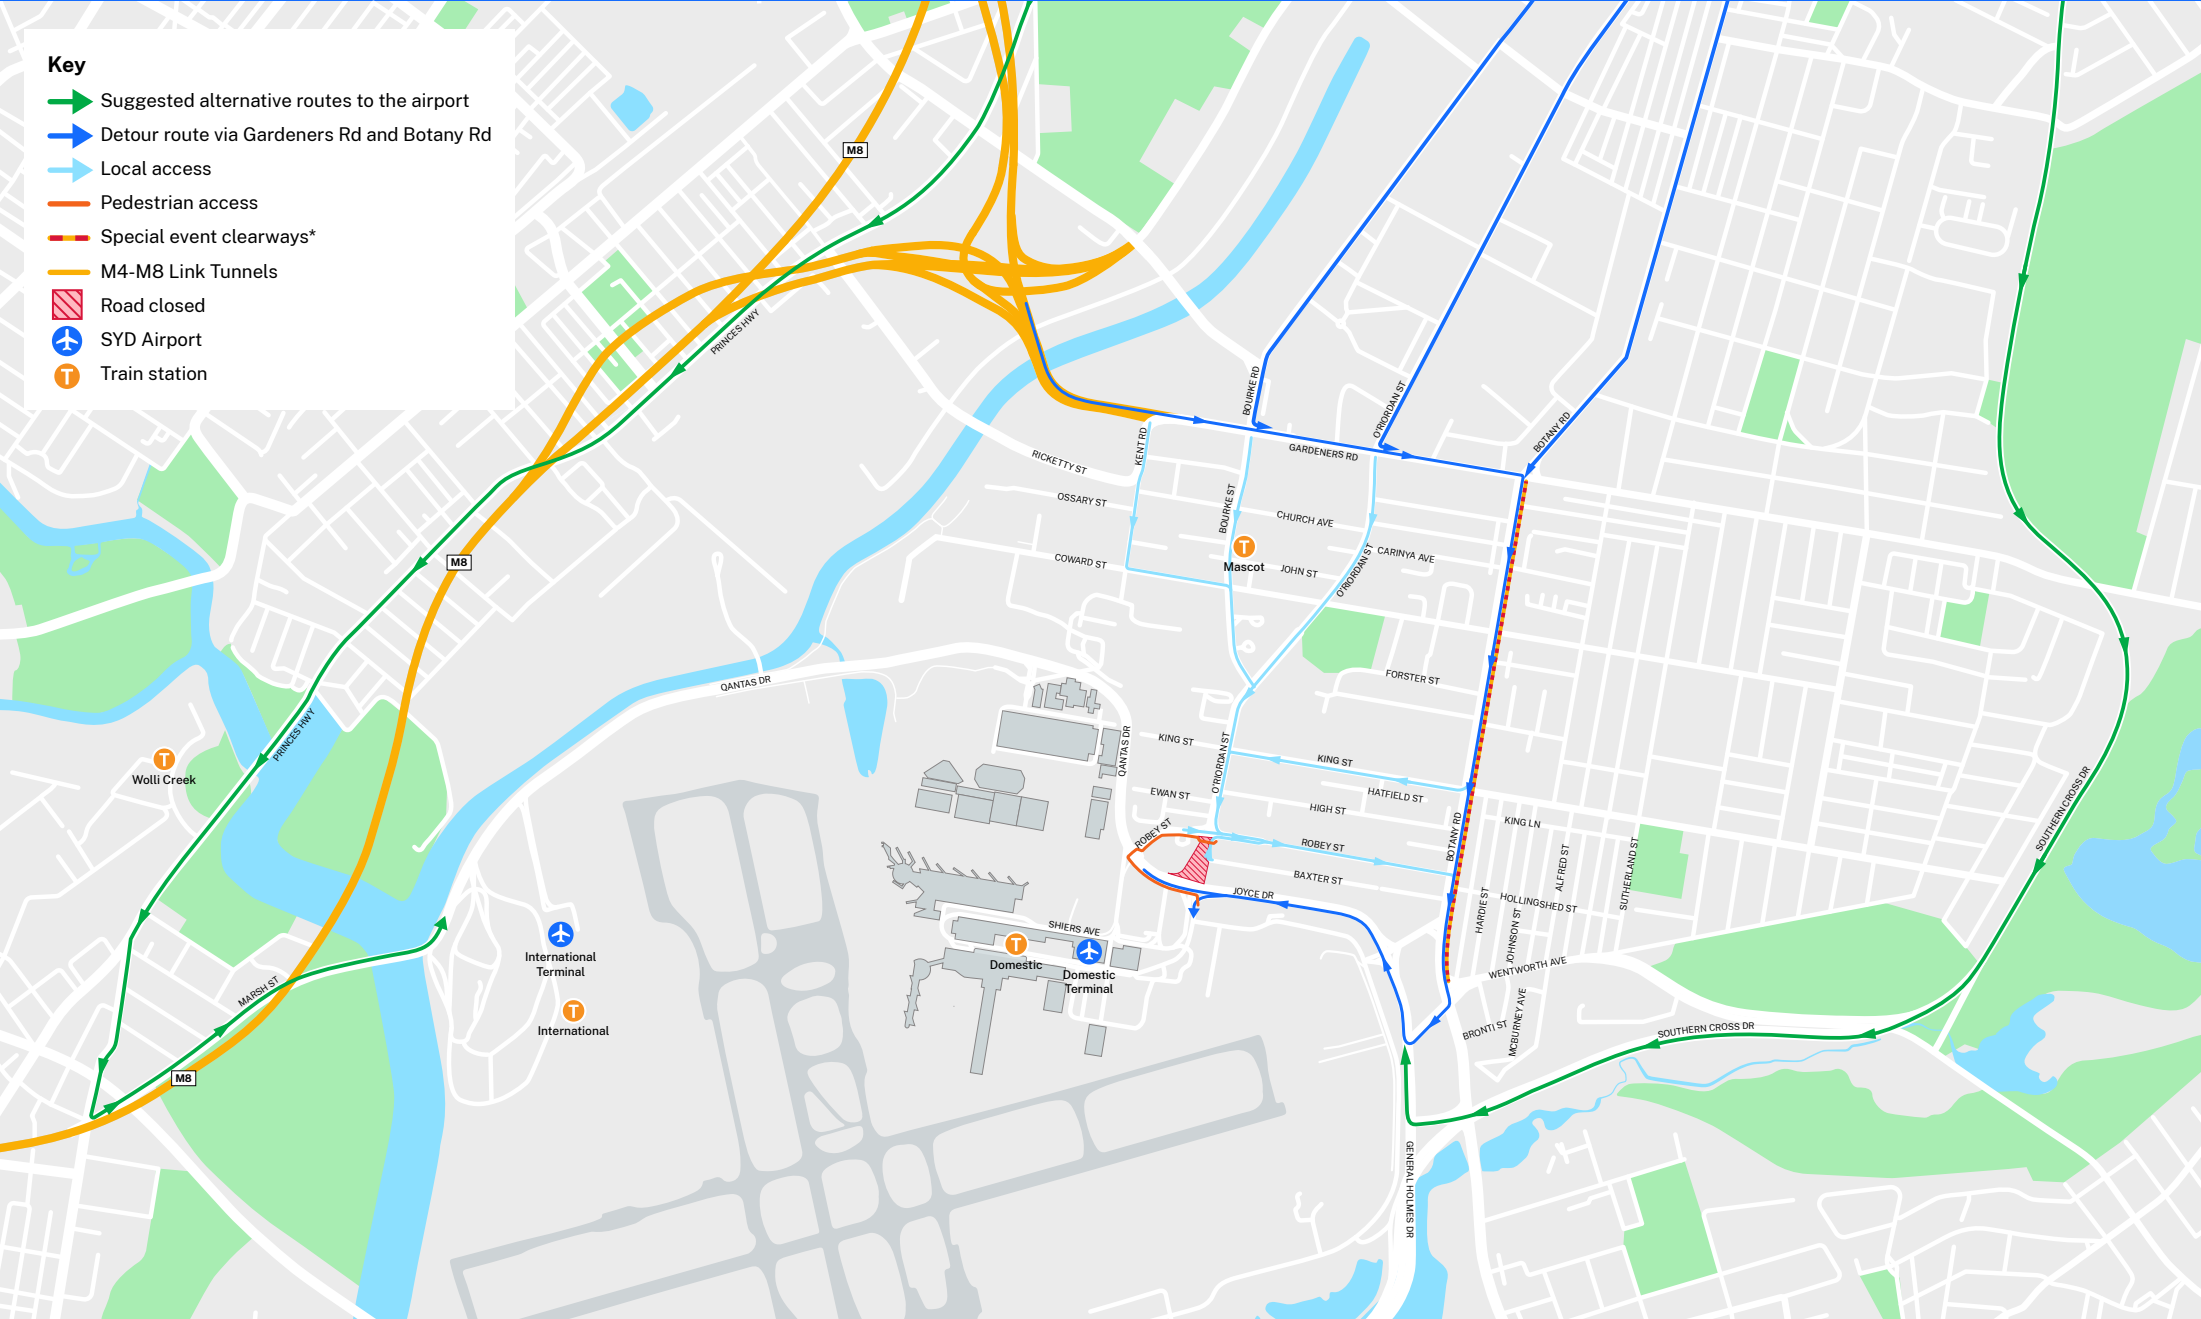 Key
Suggested alternative routes to the airport
Detour route via Gardeners Rd and Botany Rd
Local access
Pedestrian access
Special event clearways*
M4-M8 Link Tunnels
Road closed
SYD Airport
T Train station
M8
PRINCES HWY
BOURKE RD
O'RIORDAN ST
BOTANY RD
KENT RD
GARDENERS RD
RICKETTY ST
OSSARY ST
BOURKE ST
CHURCH AVE
T
Mascot
CARINYA AVE
COWARD ST
JOHN ST
O'RIORDAN ST
M8
FORSTER ST
QANTAS DR
PRINCES HWY
T
Wolli Creek
KING ST
QANTAS DR
O'RIORDAN ST
KING ST
EWAN ST
HATFIELD ST
HIGH ST
KING LN
ROBEY ST
ROBEY ST
BOTANY RD
BAXTER ST
JOYCE DR
ALFRED ST
SUTHERLAND ST
SOUTHERN CROSS DR
HARDIE ST
HOLLINGSHED ST
JOHNSON ST
SHIERS AVE
International
Terminal
T
Domestic
Domestic
Terminal
WENTWORTH AVE
MARSH ST
T
International
BRONTI ST
MCBURNEY AVE
SOUTHERN CROSS DR
M8
GENERAL HOLMES DR